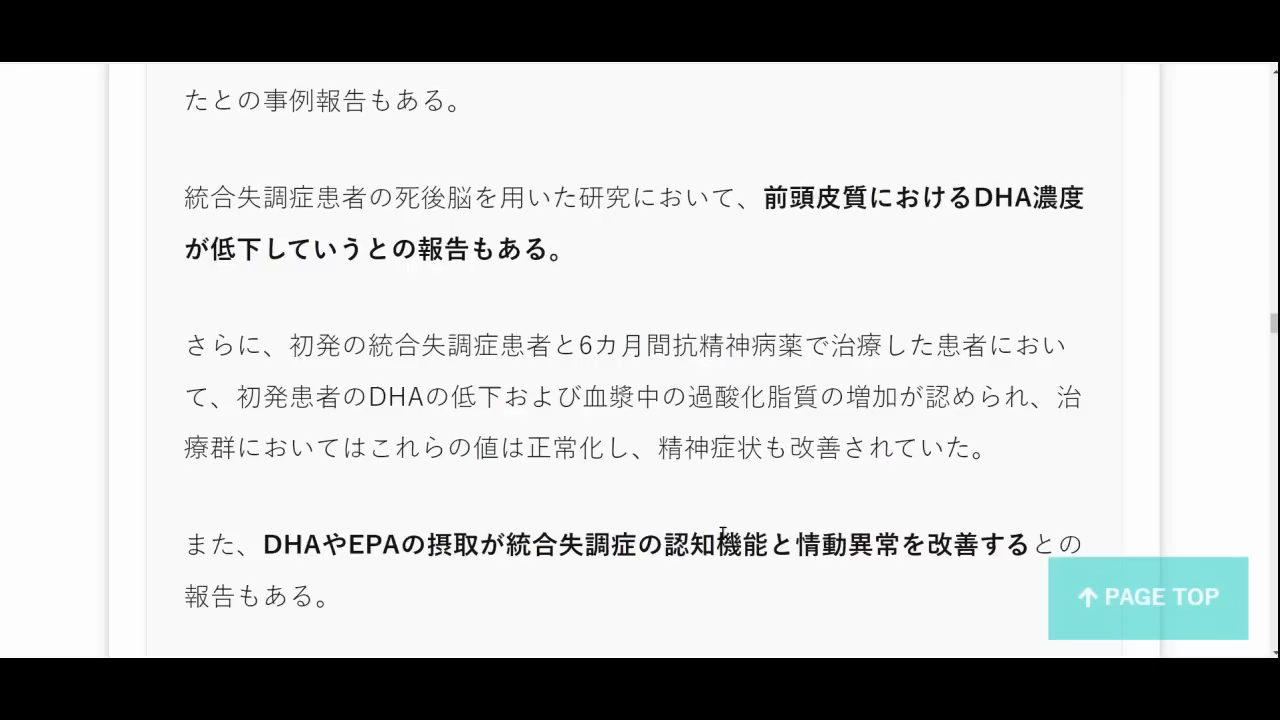 たとの事例報告もある。
統合失調症患者の死後脳を用いた研究において、前頭皮質におけるDHA濃度
が低下していうとの報告もある。
さらに、初発の統合失調症患者と6カ月間抗精神病薬で治療した患者におい
て、初発患者のDHAの低下および血漿中の過酸化脂質の増加が認められ、治
療群においてはこれらの値は正常化し、精神症状も改善されていた。
また、DHAやEPAの摂取が統合失調症の認知機能と情動異常を改善するとの
報告もある。
↑ PAGE TOP